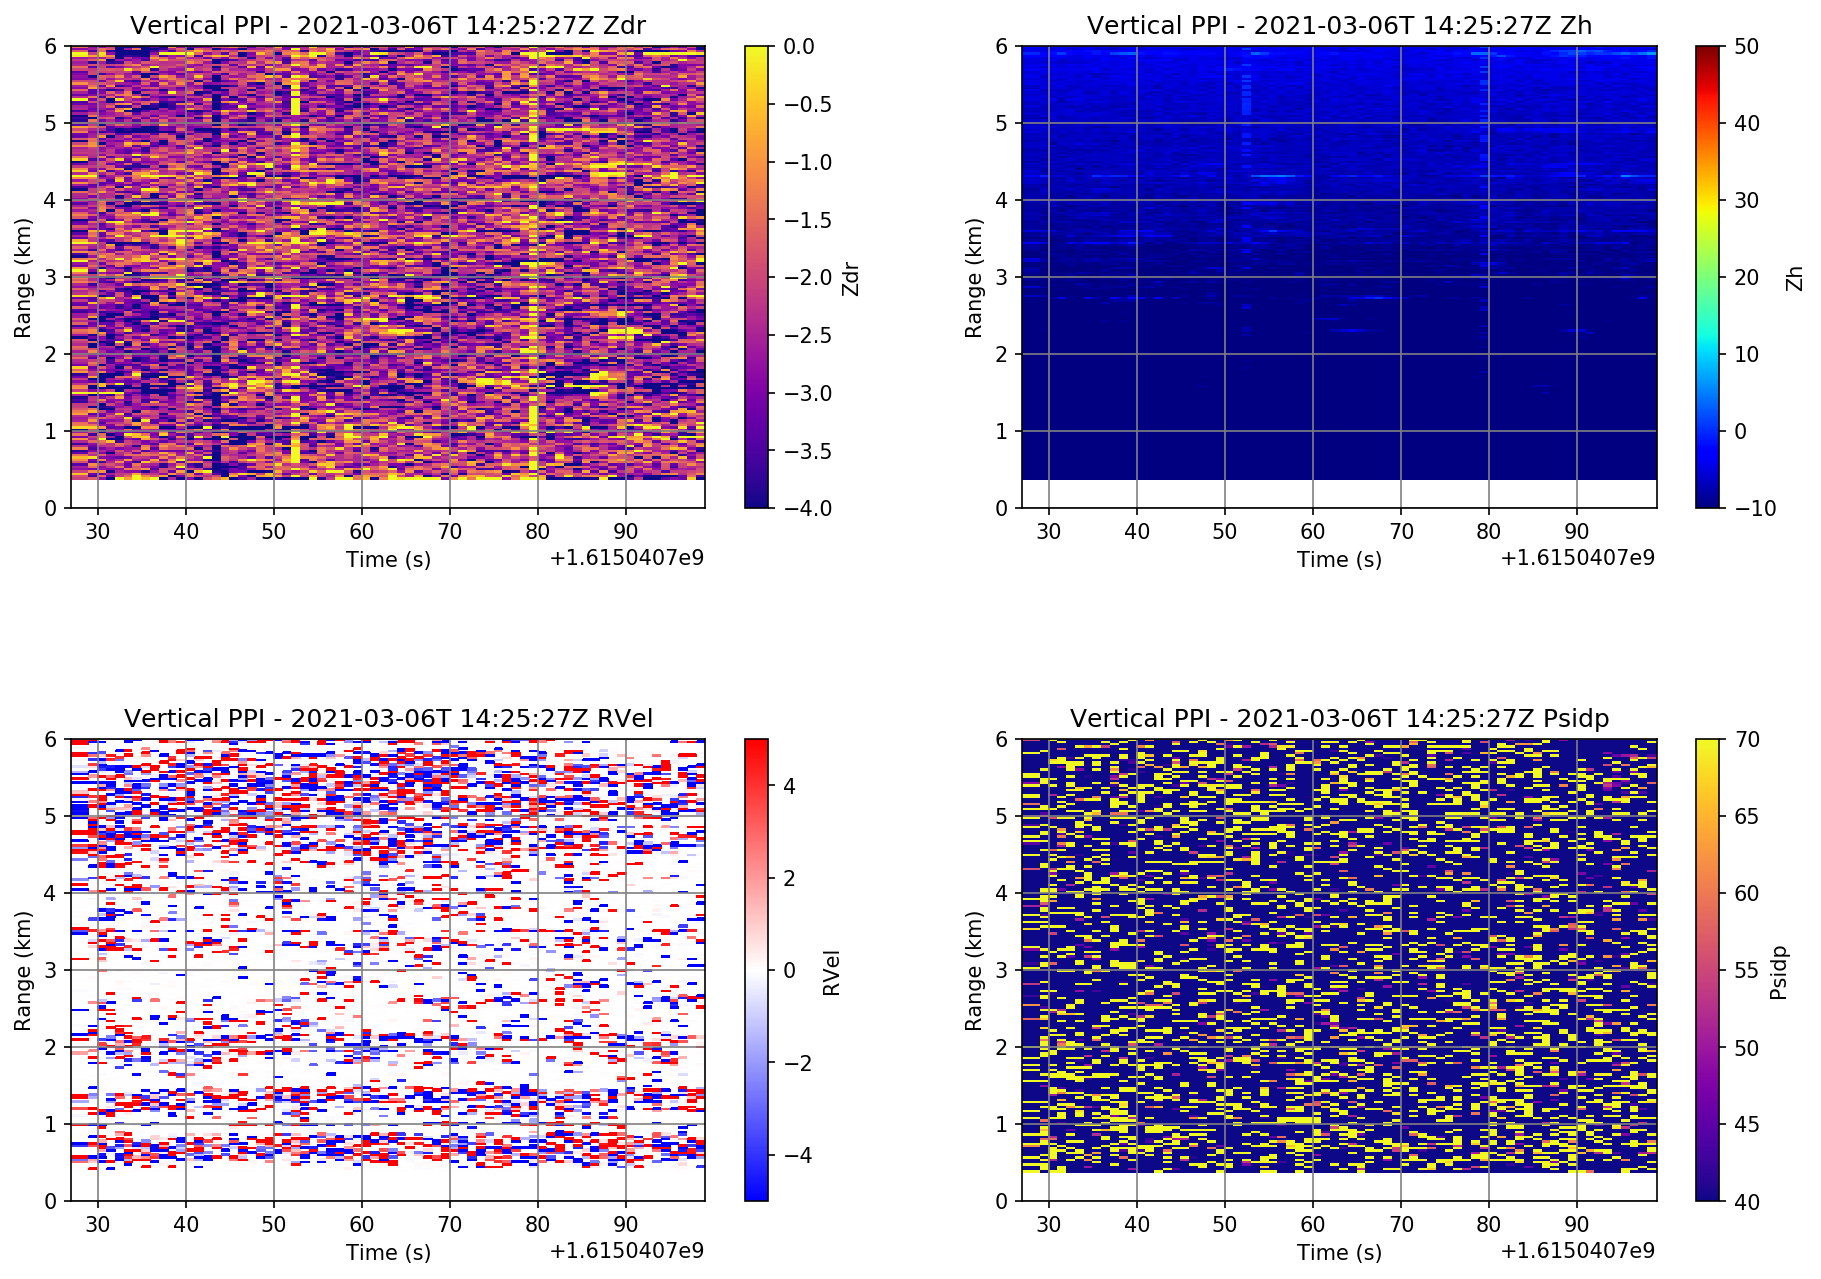 Vertical PPI - 2021-03-06T 14:25:27Z Zdr
6
5
4
3
2
1
0
Range (km)
30 40 50 60 70 80 90
Time (s)
+1.6150407e9
0.0
−0.5
−1.0
−1.5
−2.0
−2.5
−3.0
−3.5
−4.0
Zdr
Vertical PPI - 2021-03-06T 14:25:27Z Zh
6
5
4
3
2
1
0
Range (km)
30 40 50 60 70 80 90
Time (s)
+1.6150407e9
50
40
30
20
10
0
−10
Zh
Vertical PPI - 2021-03-06T 14:25:27Z RVel
6
5
4
3
2
1
0
Range (km)
30 40 50 60 70 80 90
Time (s)
+1.6150407e9
4
2
0
−2
−4
RVel
Vertical PPI - 2021-03-06T 14:25:27Z Psidp
6
5
4
3
2
1
0
Range (km)
30 40 50 60 70 80 90
Time (s)
+1.6150407e9
70
65
60
55
50
45
40
Psidp